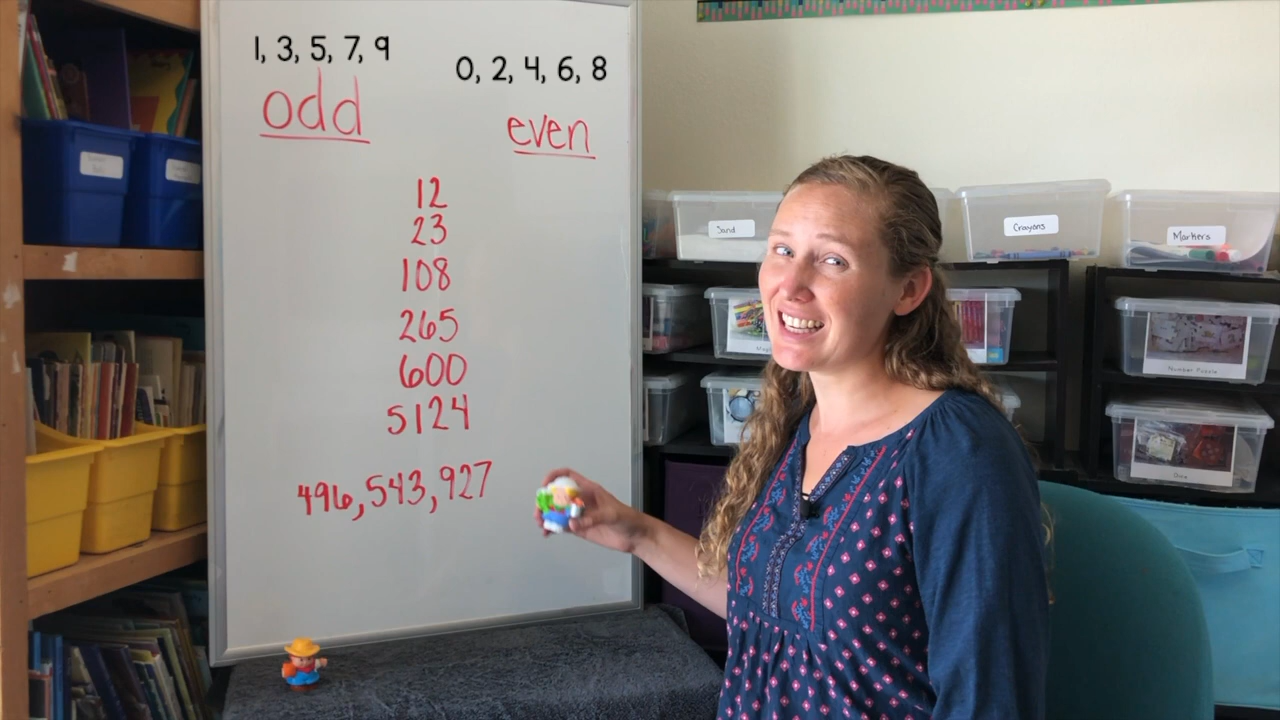 1, 3, 5, 7, 9
0, 2, 4, 6, 8
odd
even
12
23
108
265
600
5124
496,543,927
Sand
Crayons
Markers
Number Puzzle